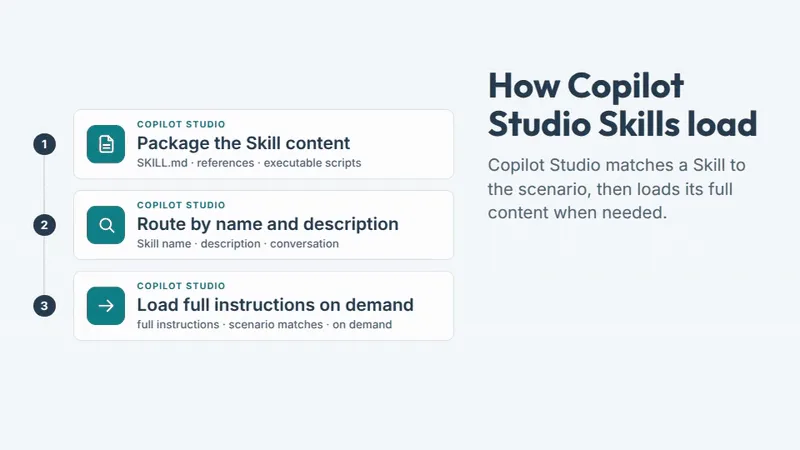 How Copilot
Studio Skills load
Copilot Studio matches a Skill to
the scenario, then loads its full
content when needed.
1
COPILOT STUDIO
Package the Skill content
SKILL.md · references · executable scripts
2
COPILOT STUDIO
Route by name and description
Skill name · description · conversation
3
COPILOT STUDIO
Load full instructions on demand
full instructions · scenario matches · on demand